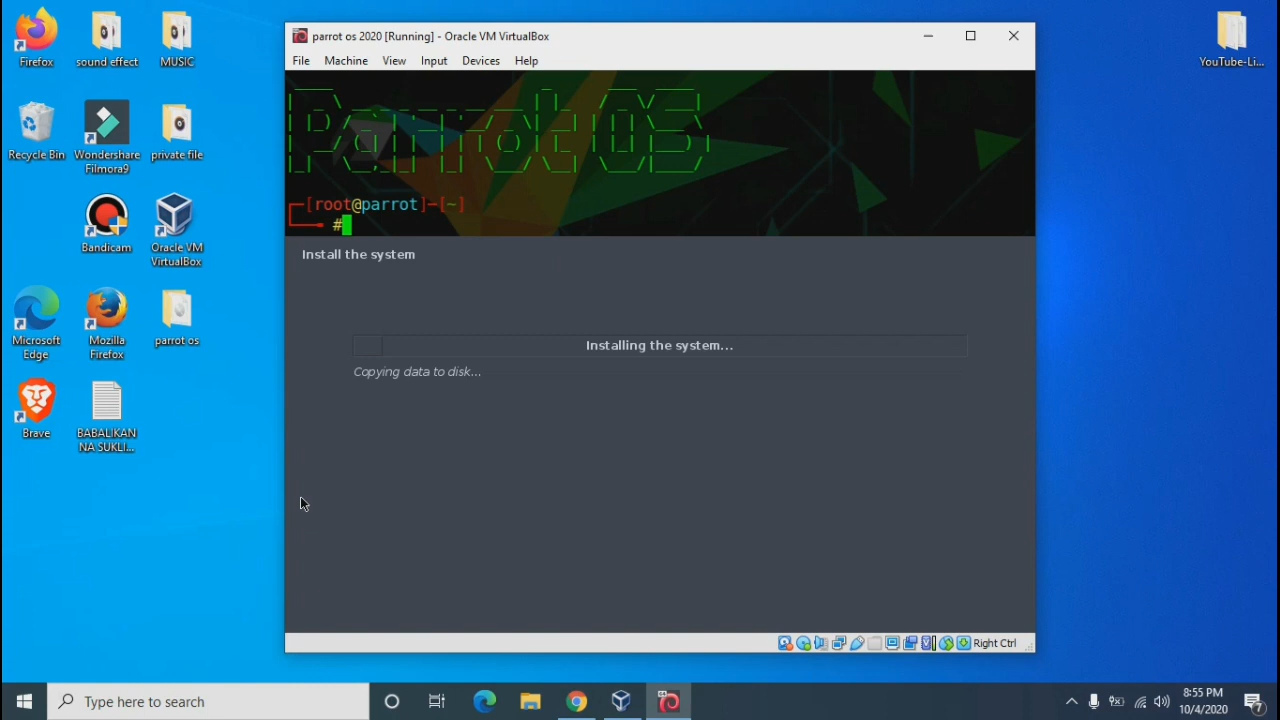 parrot os 2020 [Running] - Oracle VM VirtualBox
File Machine View Input Devices Help
Parrot OS
[root@parrot]-[~]
#
Install the system
Installing the system...
Copying data to disk...
Right Ctrl
Firefox
sound effect
MUSIC
YouTube-Li...
Recycle Bin
Wondershare
Filmora9
private file
Bandicam
Oracle VM
VirtualBox
Microsoft
Edge
Mozilla
Firefox
parrot os
Brave
BABALIKAN
NA SUKLI...
Type here to search
8:55 PM
10/4/2020
7